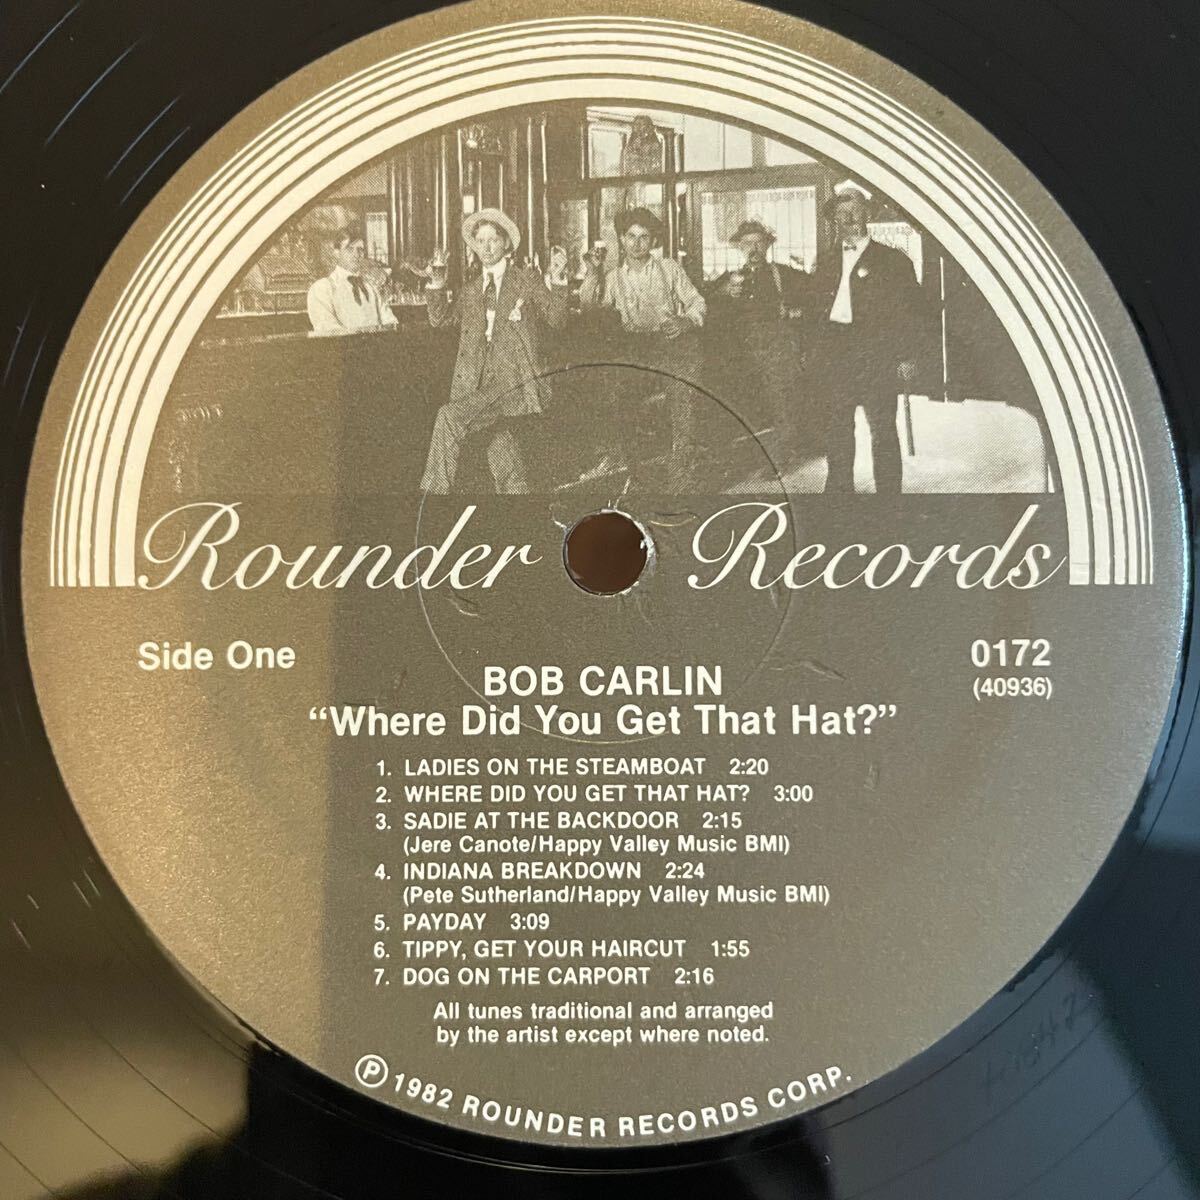 Rounder Records
Side One
0172
(40936)
BOB CARLIN
“Where Did You Get That Hat?”
1. LADIES ON THE STEAMBOAT 2:20
2. WHERE DID YOU GET THAT HAT? 3:00
3. SADIE AT THE BACKDOOR 2:15
(Jere Canote/Happy Valley Music BMI)
4. INDIANA BREAKDOWN 2:24
(Pete Sutherland/Happy Valley Music BMI)
5. PAYDAY 3:09
6. TIPPY, GET YOUR HAIRCUT 1:55
7. DOG ON THE CARPORT 2:16
All tunes traditional and arranged
by the artist except where noted.
Ⓟ 1982 ROUNDER RECORDS CORP.